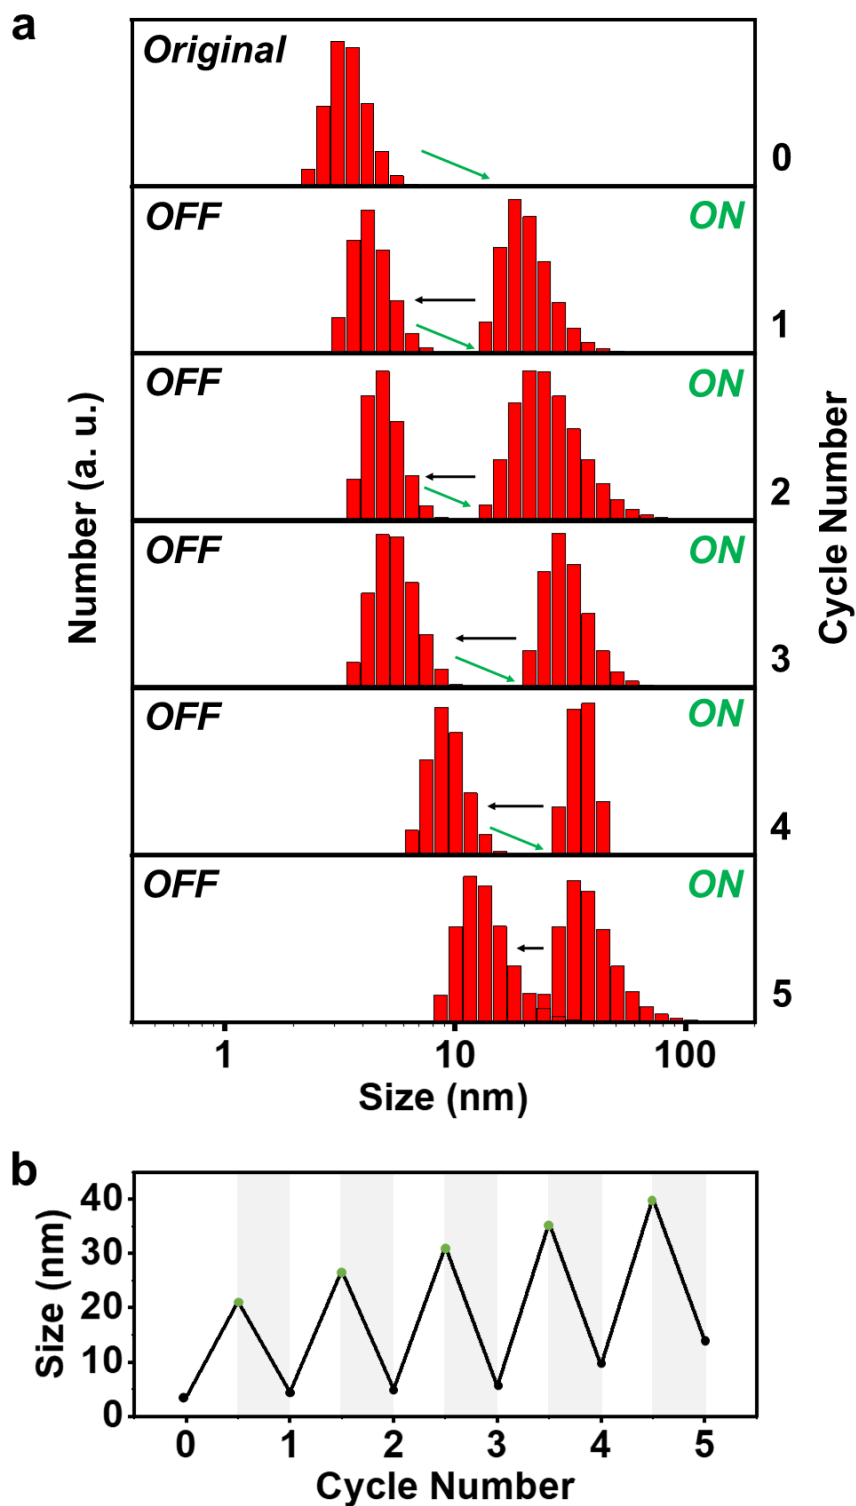 a
Original
0
OFF ON
1
OFF ON
2
OFF ON
3
OFF ON
4
OFF ON
5
Number (a. u.)
Cycle Number
1 10 100
Size (nm)
b
40
30
20
10
0
Size (nm)
0 1 2 3 4 5
Cycle Number